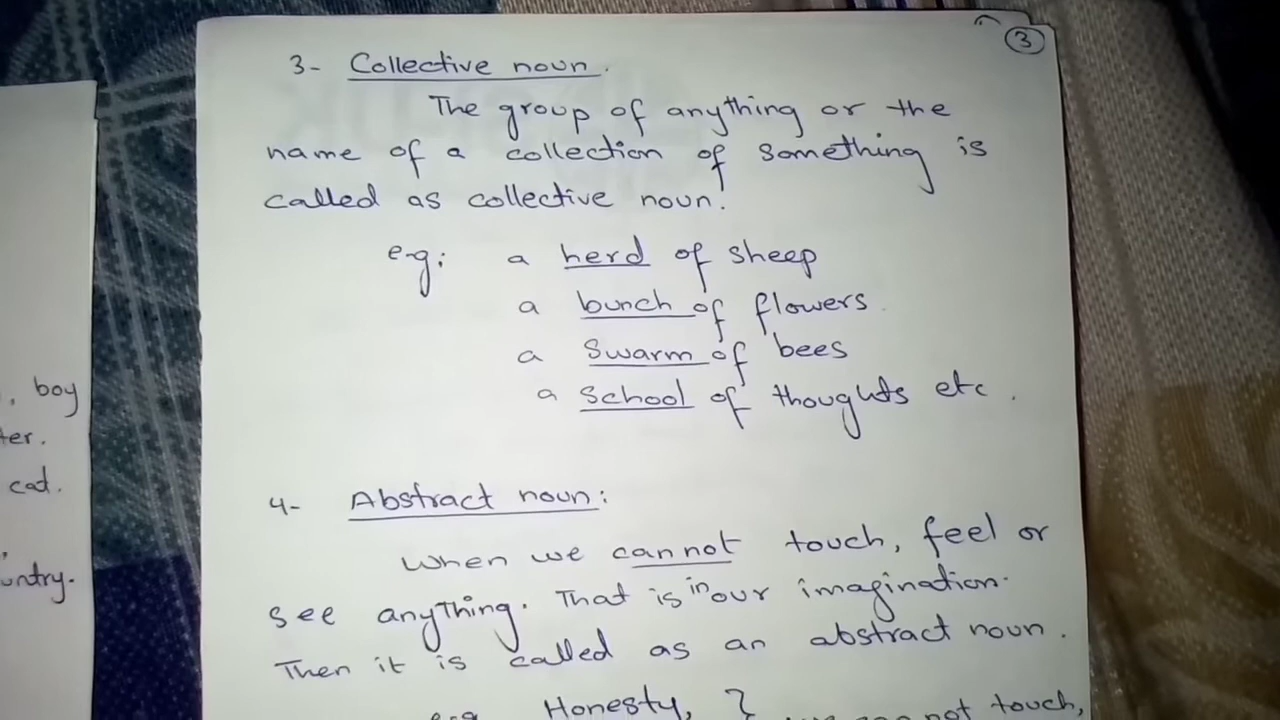 3
3- Collective noun.
The group of anything or the
name of a collection of something is
called as collective noun.
e.g: a herd of sheep
a bunch of flowers.
a swarm of bees
a school of thoughts etc.
4- Abstract noun:
When we cannot touch, feel or
see anything. That is in our imagination.
Then it is called as an abstract noun.
e.g Honesty, } not touch,
, boy
cat.